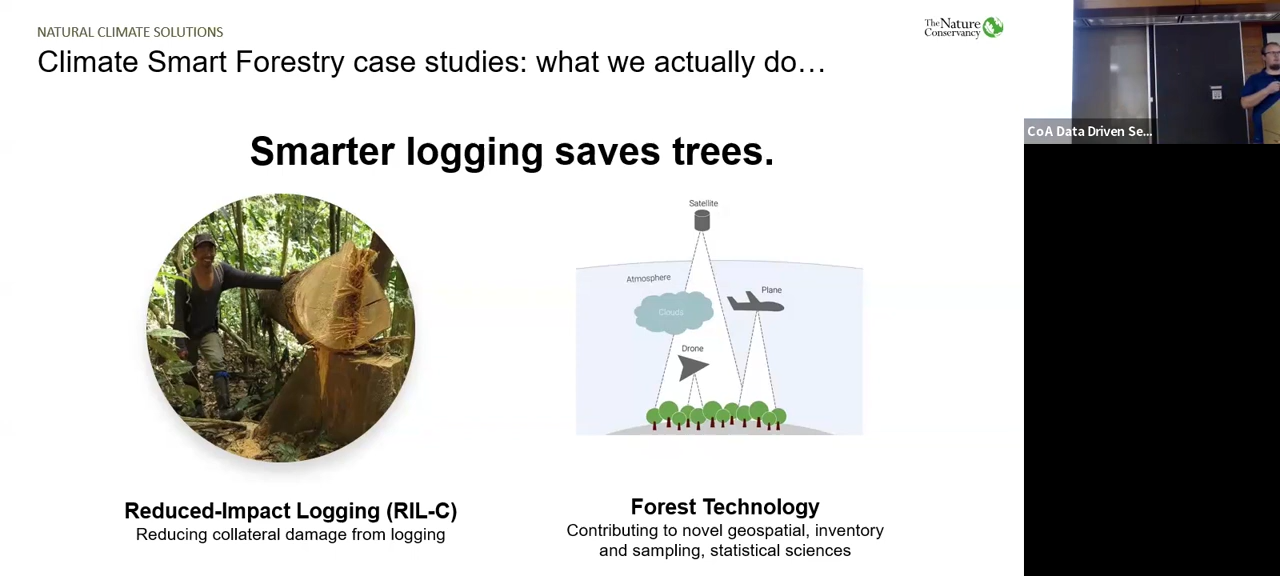 NATURAL CLIMATE SOLUTIONS
Climate Smart Forestry case studies: what we actually do…
The Nature
Conservancy
CoA Data Driven Se...
Smarter logging saves trees.
Satellite
Atmosphere
Plane
Clouds
Drone
Reduced-Impact Logging (RIL-C)
Reducing collateral damage from logging
Forest Technology
Contributing to novel geospatial, inventory
and sampling, statistical sciences